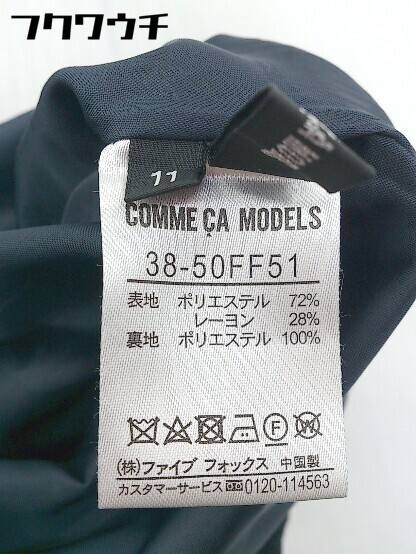 フクワウチ
11
COMME ÇA MODELS
38-50FF51
表地 ポリエステル 72%
レーヨン 28%
裏地 ポリエステル 100%
(株)ファイブ フォックス 中国製
カスタマーサービス 0120-114563